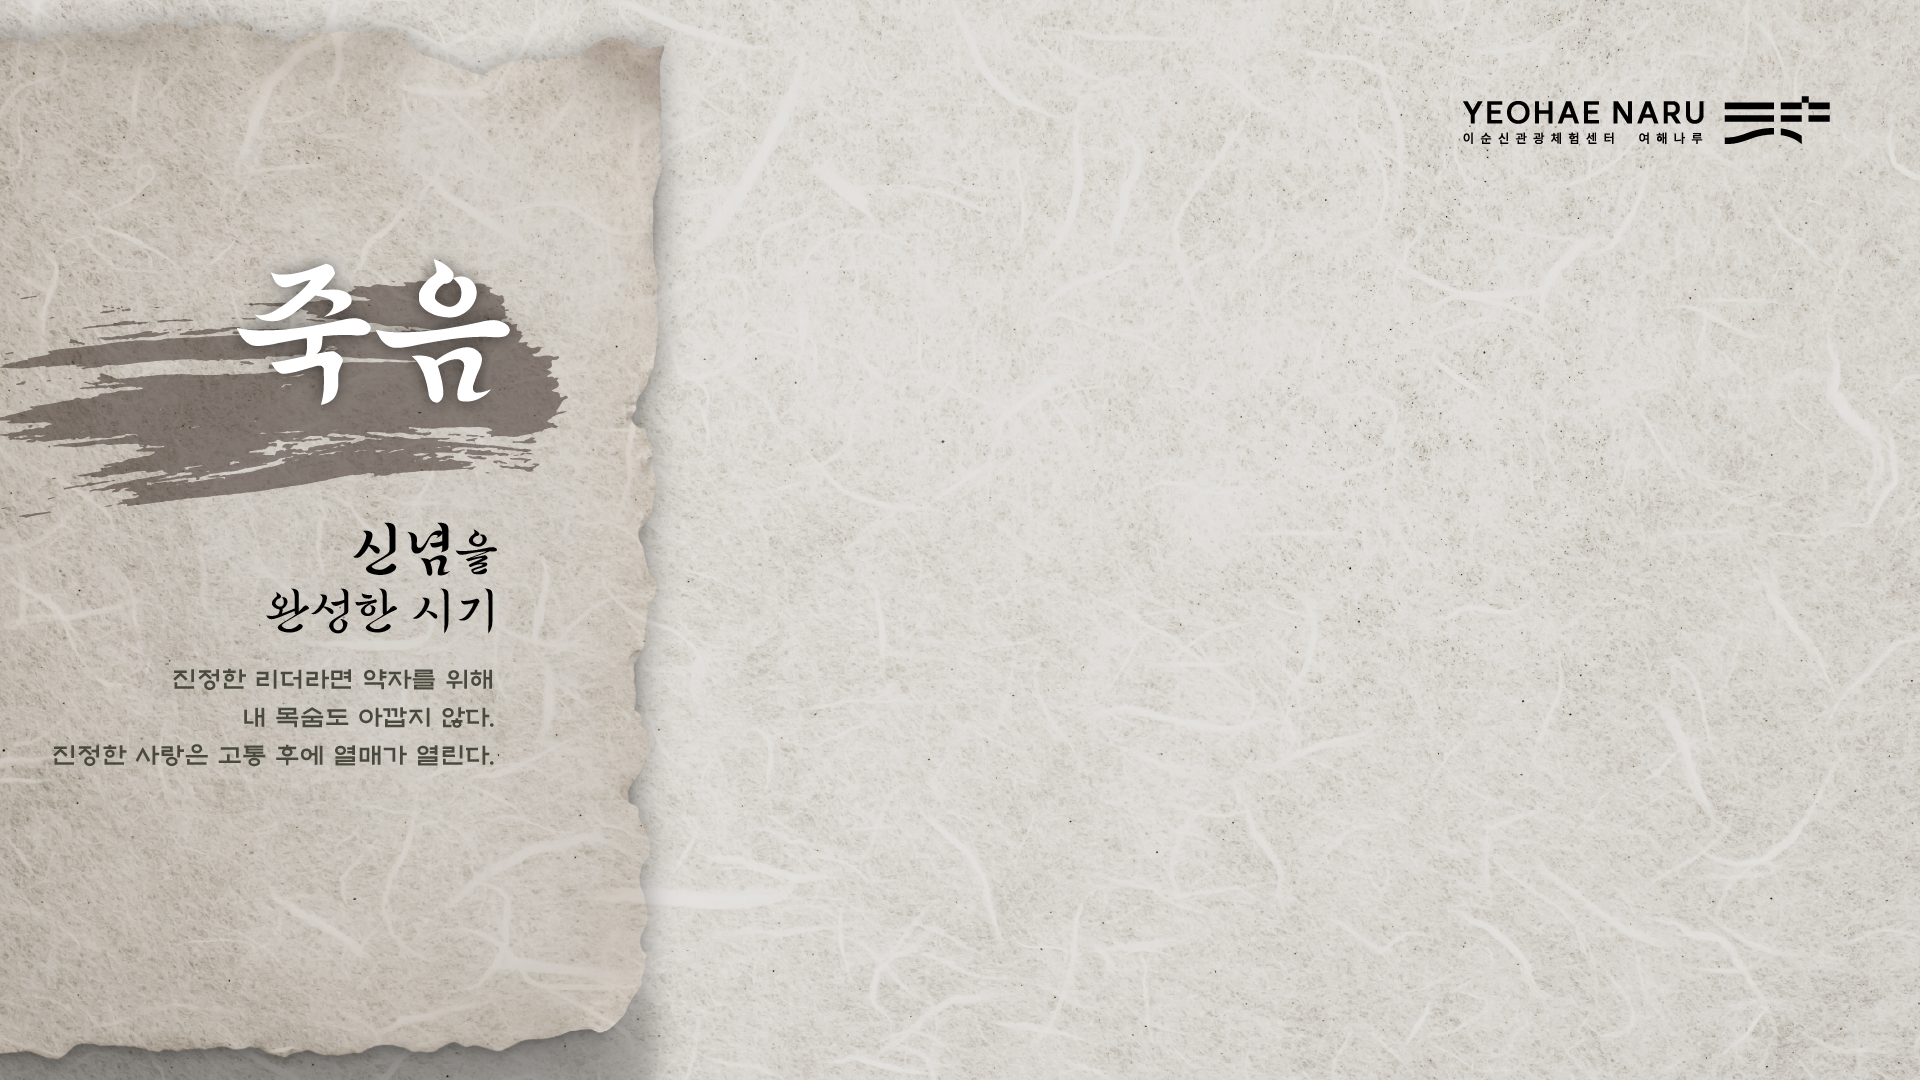 죽음
신념을
완성한 시기
진정한 리더라면 약자를 위해
내 목숨도 아깝지 않다.
진정한 사랑은 고통 후에 열매가 열린다.
YEOHAE NARU
이순신관광체험센터 여해나루